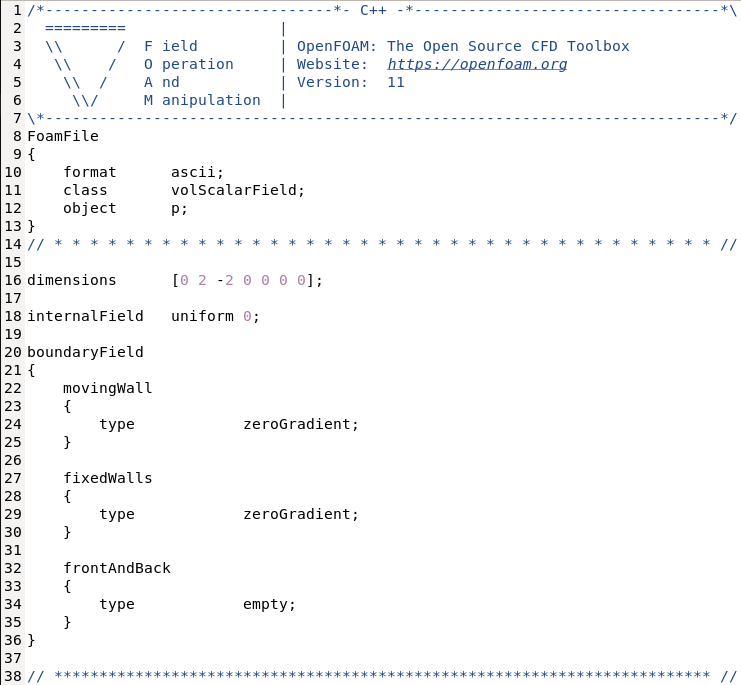 1 /*--------------------------------*- C++ -*----------------------------------*\
2   =========                 |
3   \\      /  F ield         | OpenFOAM: The Open Source CFD Toolbox
4    \\    /   O peration     | Website:  https://openfoam.org
5     \\  /    A nd           | Version:  11
6      \\/     M anipulation  |
7 \*---------------------------------------------------------------------------*/
8 FoamFile
9 {
10     format      ascii;
11     class       volScalarField;
12     object      p;
13 }
14 // * * * * * * * * * * * * * * * * * * * * * * * * * * * * * * * * * * * * * //
15
16 dimensions      [0 2 -2 0 0 0 0];
17
18 internalField   uniform 0;
19
20 boundaryField
21 {
22     movingWall
23     {
24         type            zeroGradient;
25     }
26
27     fixedWalls
28     {
29         type            zeroGradient;
30     }
31
32     frontAndBack
33     {
34         type            empty;
35     }
36 }
37
38 // ************************************************************************* //